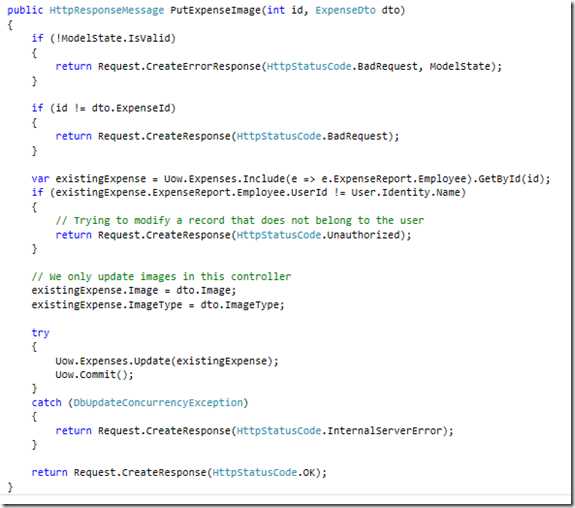 public HttpResponseMessage PutExpenseImage(int id, ExpenseDto dto)
{
    if (!ModelState.IsValid)
    {
        return Request.CreateErrorResponse(HttpStatusCode.BadRequest, ModelState);
    }

    if (id != dto.ExpenseId)
    {
        return Request.CreateResponse(HttpStatusCode.BadRequest);
    }

    var existingExpense = Uow.Expenses.Include(e => e.ExpenseReport.Employee).GetById(id);
    if (existingExpense.ExpenseReport.Employee.UserId != User.Identity.Name)
    {
        // Trying to modify a record that does not belong to the user
        return Request.CreateResponse(HttpStatusCode.Unauthorized);
    }

    // We only update images in this controller
    existingExpense.Image = dto.Image;
    existingExpense.ImageType = dto.ImageType;

    try
    {
        Uow.Expenses.Update(existingExpense);
        Uow.Commit();
    }
    catch (DbUpdateConcurrencyException)
    {
        return Request.CreateResponse(HttpStatusCode.InternalServerError);
    }

    return Request.CreateResponse(HttpStatusCode.OK);
}